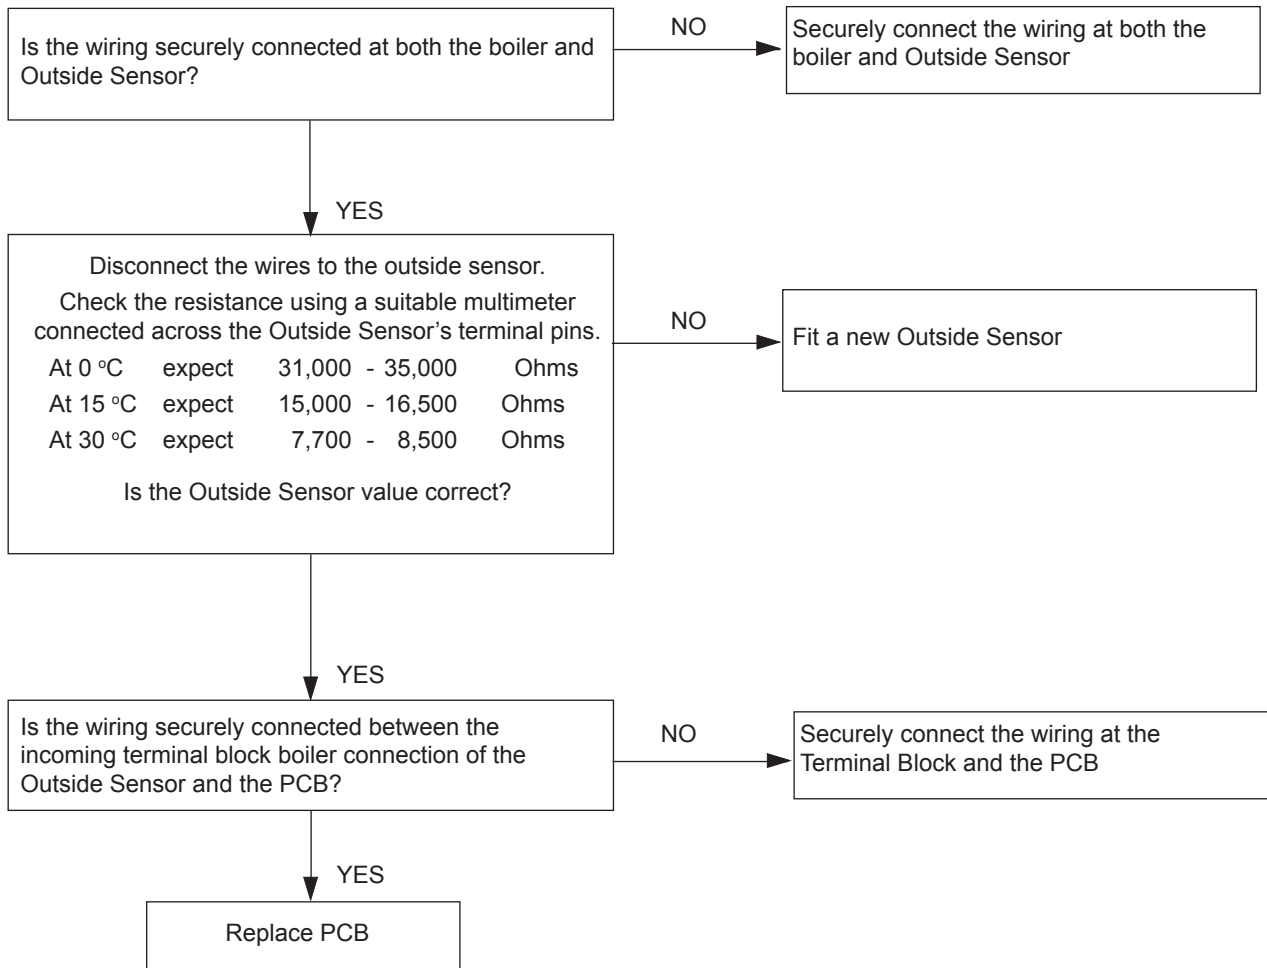 Is the wiring securely connected at both the boiler and
Outside Sensor?
NO
Securely connect the wiring at both the
boiler and Outside Sensor
YES
Disconnect the wires to the outside sensor.
Check the resistance using a suitable multimeter
connected across the Outside Sensor’s terminal pins.
At 0 °C expect 31,000 - 35,000 Ohms
At 15 °C expect 15,000 - 16,500 Ohms
At 30 °C expect 7,700 - 8,500 Ohms
Is the Outside Sensor value correct?
NO
Fit a new Outside Sensor
YES
Is the wiring securely connected between the
incoming terminal block boiler connection of the
Outside Sensor and the PCB?
NO
Securely connect the wiring at the
Terminal Block and the PCB
YES
Replace PCB